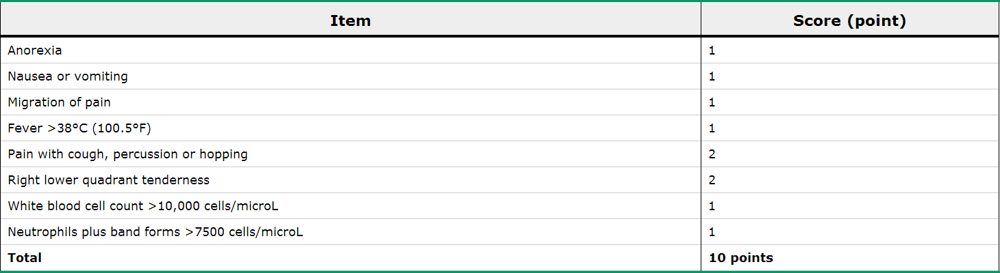 Item Score (point)
Anorexia 1
Nausea or vomiting 1
Migration of pain 1
Fever >38°C (100.5°F) 1
Pain with cough, percussion or hopping 2
Right lower quadrant tenderness 2
White blood cell count >10,000 cells/microL 1
Neutrophils plus band forms >7500 cells/microL 1
Total 10 points